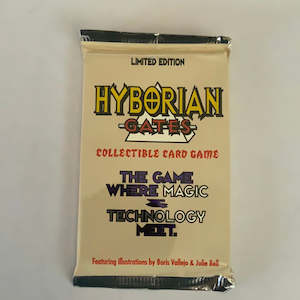 LIMITED EDITION
HYBORIAN
GATES
COLLECTIBLE CARD GAME
THE GAME
WHERE MAGIC
&
TECHNOLOGY
MEET.
Featuring illustrations by Boris Vallejo & Julie Bell